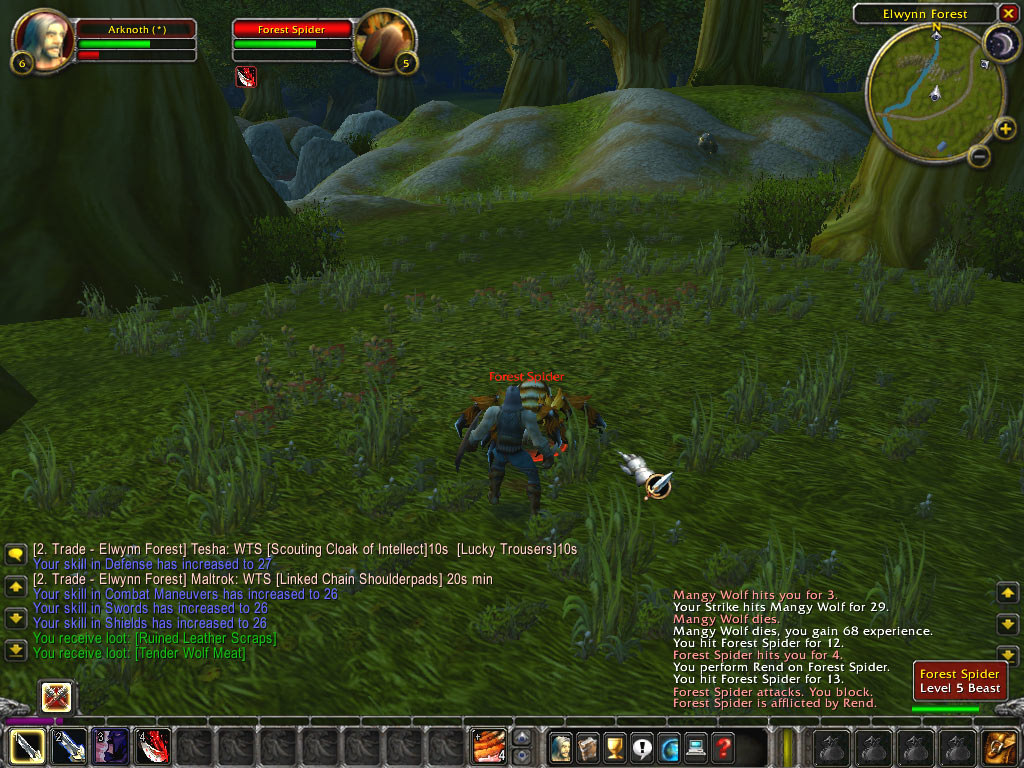 Arknoth (*)
6
Forest Spider
5
Elwynn Forest
N
Forest Spider
[2. Trade - Elwynn Forest] Tesha: WTS [Scouting Cloak of Intellect]10s [Lucky Trousers]10s
Your skill in Defense has increased to 27
[2. Trade - Elwynn Forest] Maltrok: WTS [Linked Chain Shoulderpads] 20s min
Your skill in Combat Maneuvers has increased to 26
Your skill in Swords has increased to 26
Your skill in Shields has increased to 26
You receive loot: [Ruined Leather Scraps]
You receive loot: [Tender Wolf Meat]
Mangy Wolf hits you for 3.
Your Strike hits Mangy Wolf for 29.
Mangy Wolf dies.
Mangy Wolf dies, you gain 68 experience.
You hit Forest Spider for 12.
Forest Spider hits you for 4.
You perform Rend on Forest Spider.
You hit Forest Spider for 13.
Forest Spider attacks. You block.
Forest Spider is afflicted by Rend.
Forest Spider
Level 5 Beast
1
2
3
4
+
4
!
?